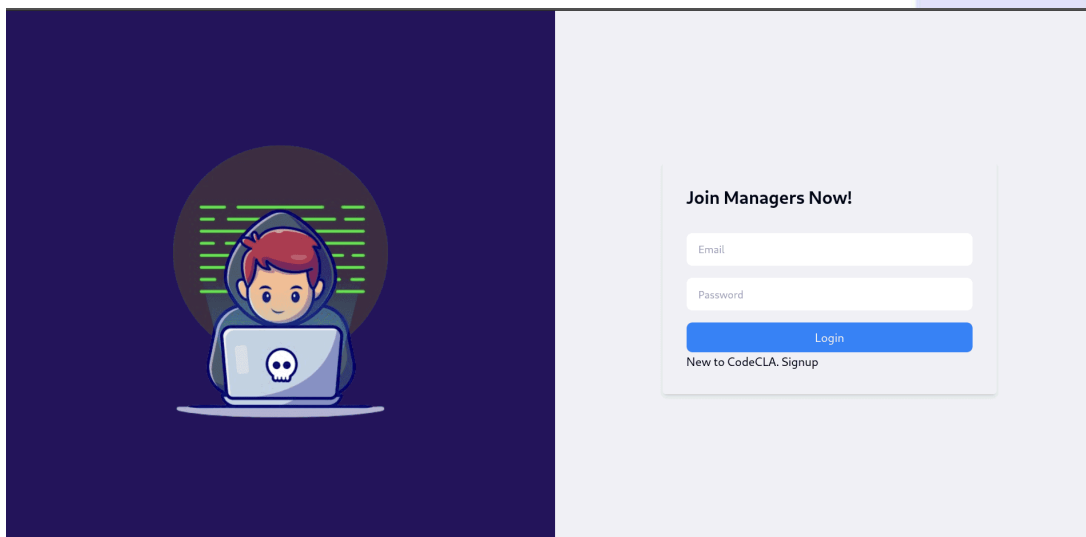 Join Managers Now!
Email
Password
Login
New to CodeCLA. Signup